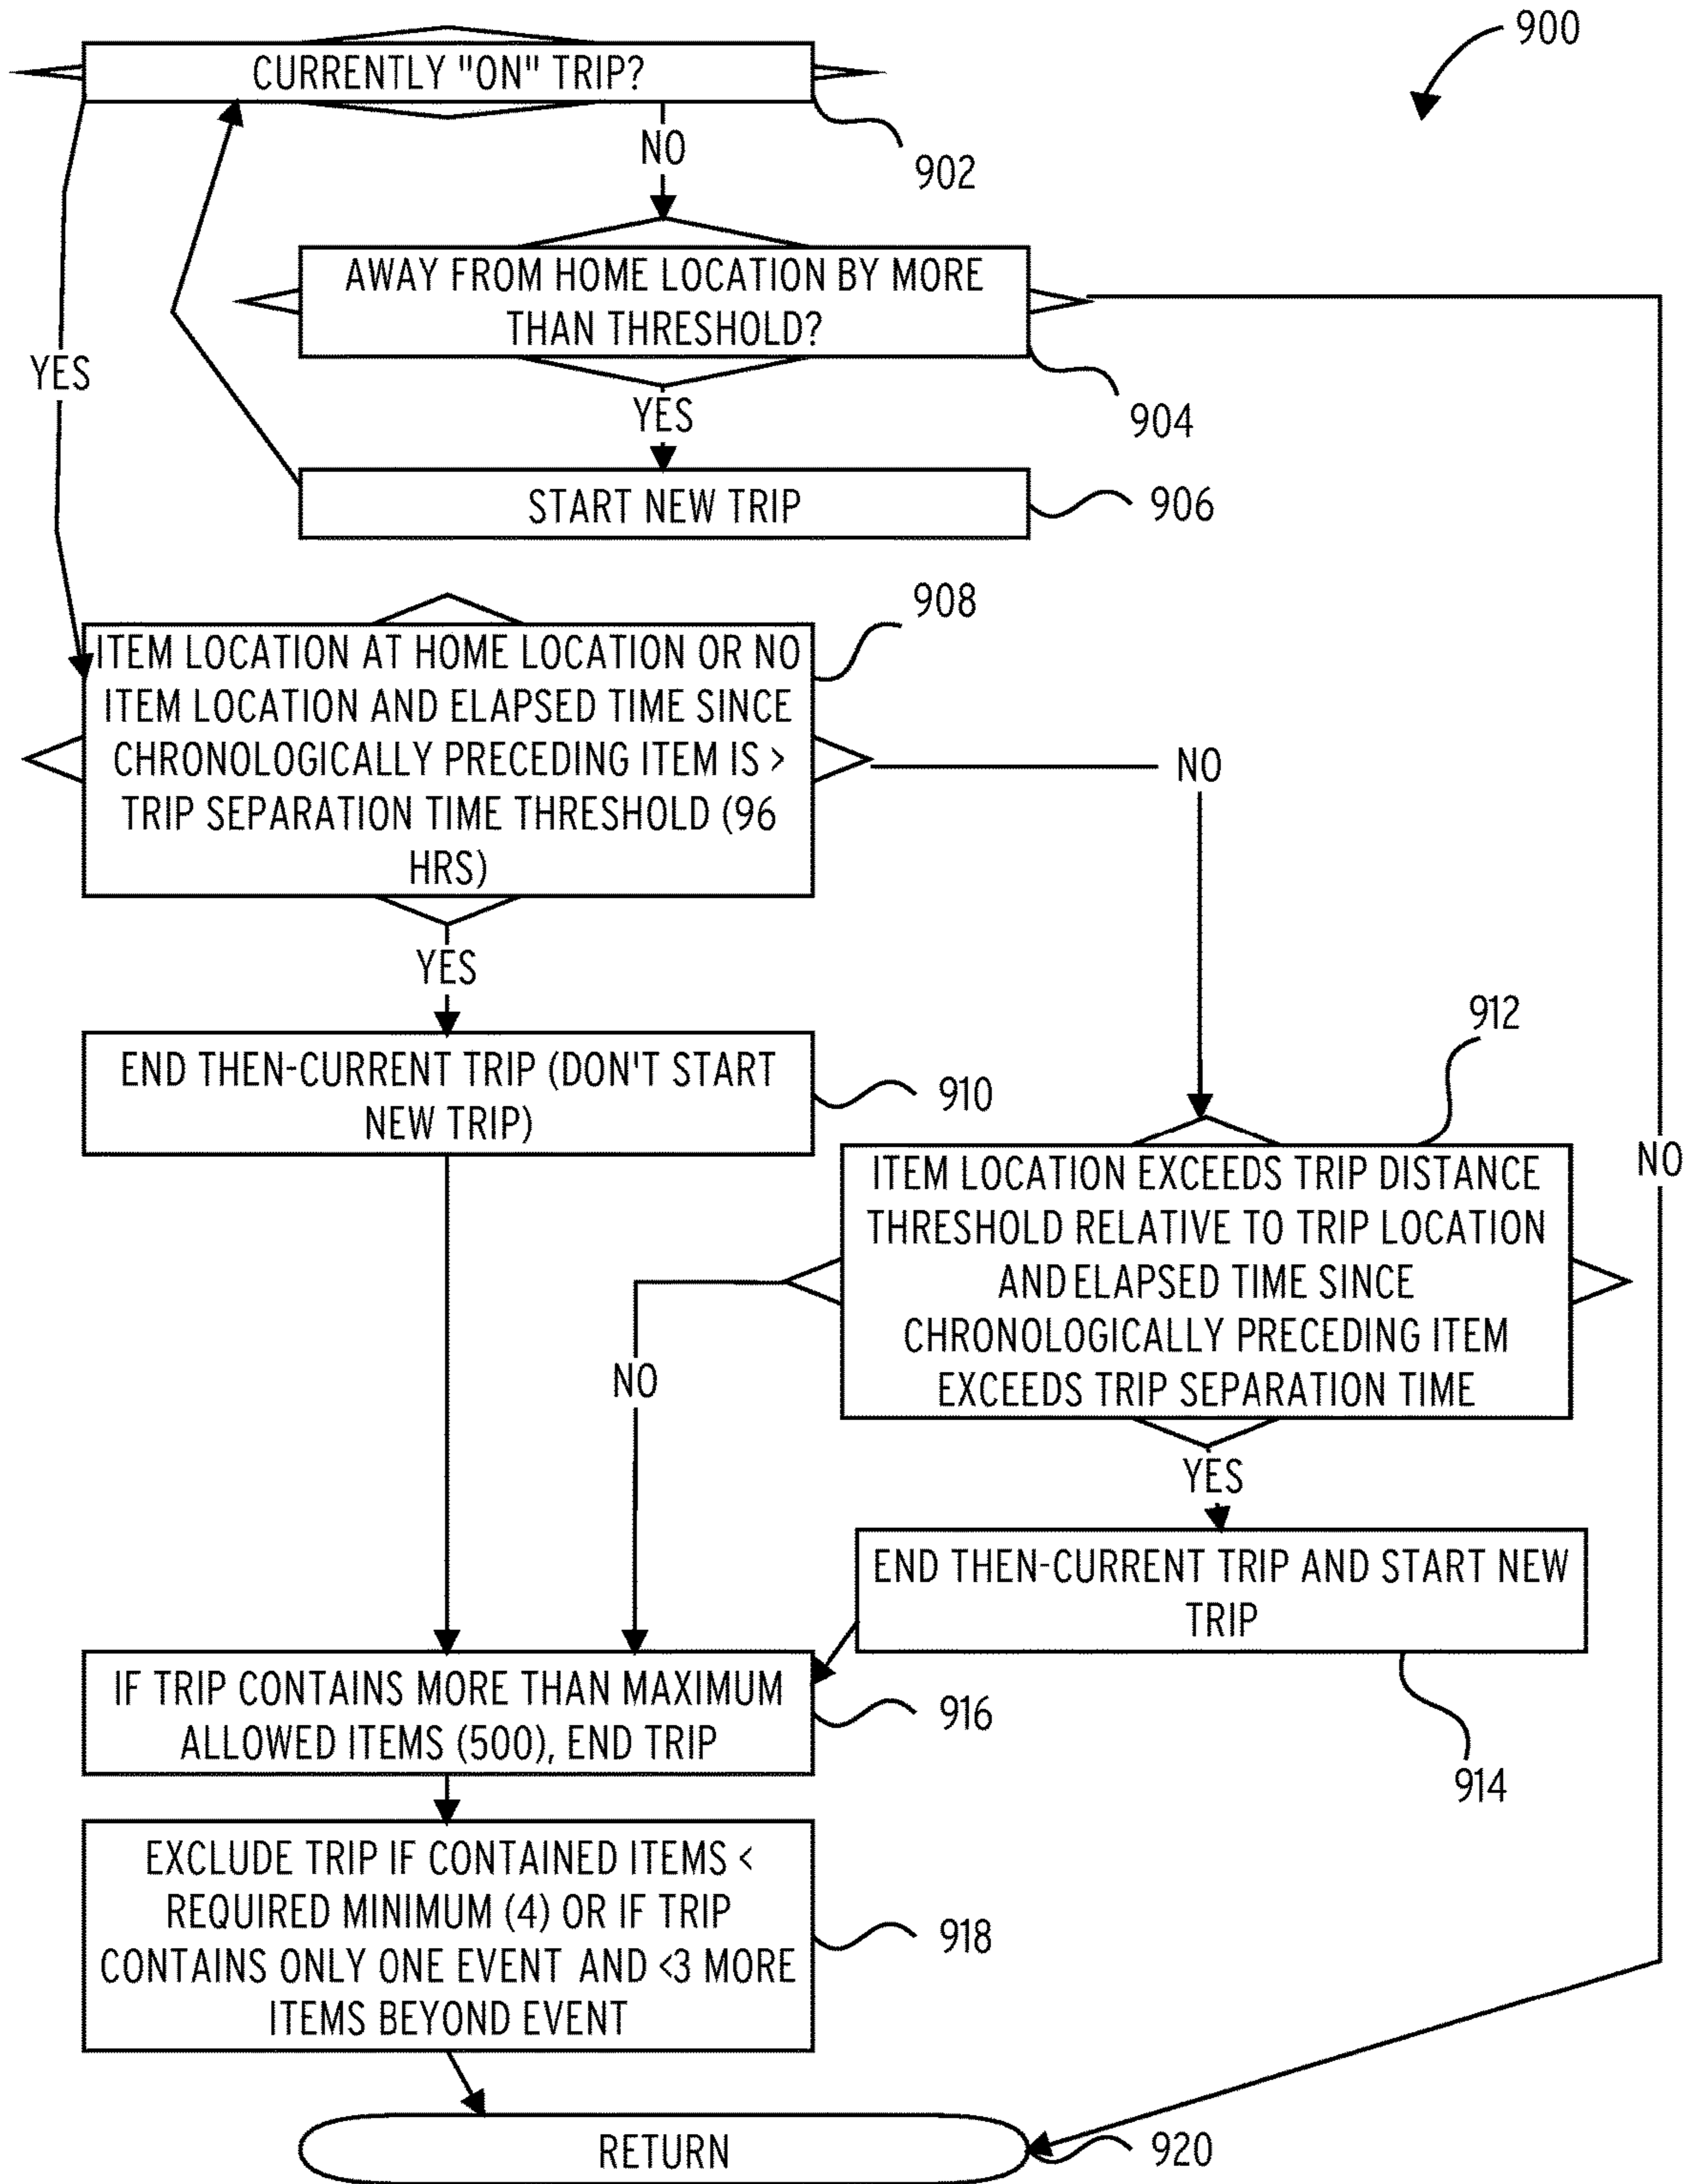 900
CURRENTLY "ON" TRIP?
NO
902
AWAY FROM HOME LOCATION BY MORE
THAN THRESHOLD?
YES
YES
904
START NEW TRIP
906
908
ITEM LOCATION AT HOME LOCATION OR NO
ITEM LOCATION AND ELAPSED TIME SINCE
CHRONOLOGICALLY PRECEDING ITEM IS >
TRIP SEPARATION TIME THRESHOLD (96
HRS)
NO
YES
912
END THEN-CURRENT TRIP (DON'T START
NEW TRIP)
910
NO
ITEM LOCATION EXCEEDS TRIP DISTANCE
THRESHOLD RELATIVE TO TRIP LOCATION
AND ELAPSED TIME SINCE
CHRONOLOGICALLY PRECEDING ITEM
EXCEEDS TRIP SEPARATION TIME
NO
YES
END THEN-CURRENT TRIP AND START NEW
TRIP
914
IF TRIP CONTAINS MORE THAN MAXIMUM
ALLOWED ITEMS (500), END TRIP
916
EXCLUDE TRIP IF CONTAINED ITEMS <
REQUIRED MINIMUM (4) OR IF TRIP
CONTAINS ONLY ONE EVENT AND <3 MORE
ITEMS BEYOND EVENT
918
RETURN
920